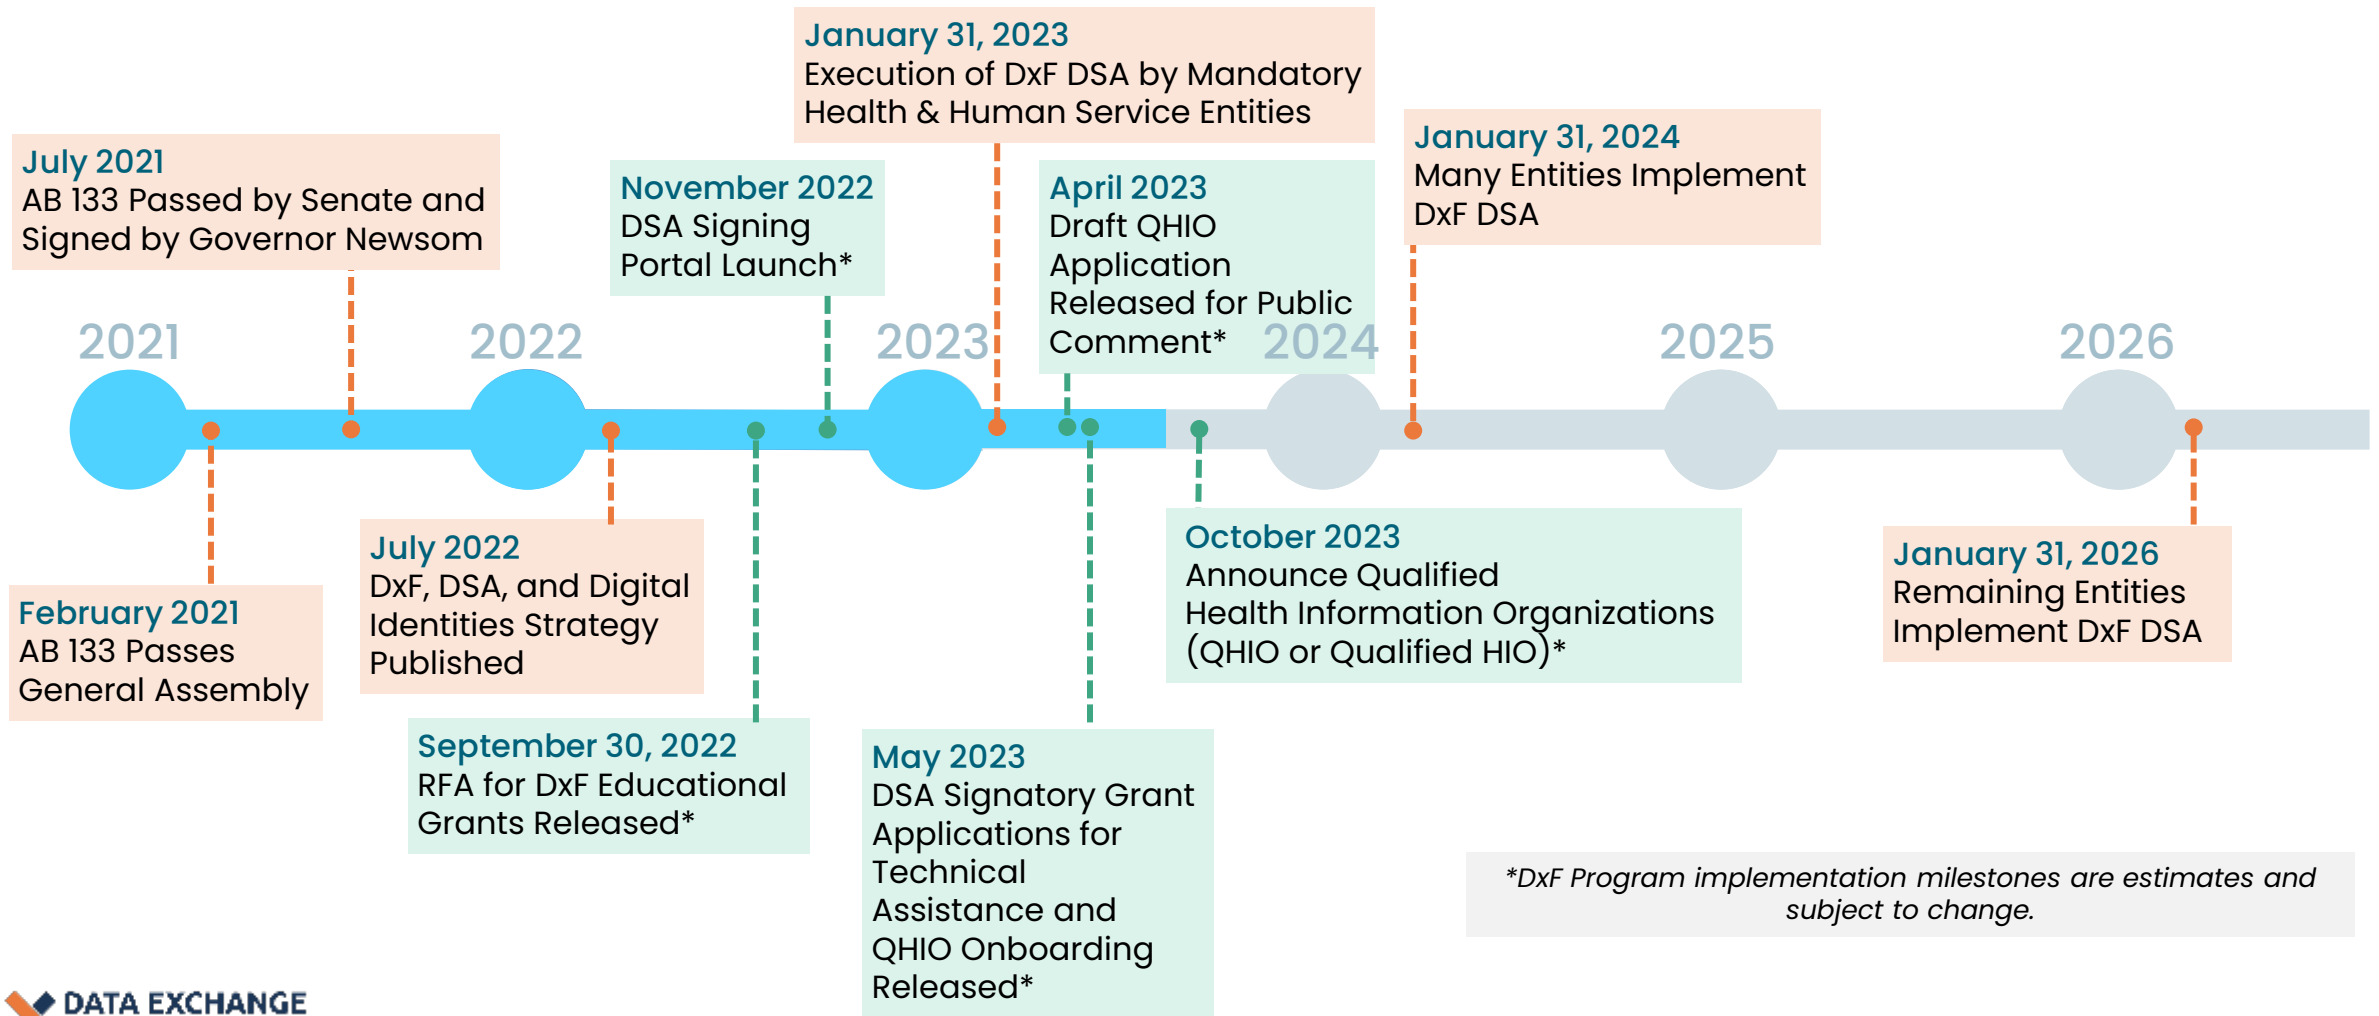 January 31, 2023
Execution of DxF DSA by Mandatory
Health & Human Service Entities
January 31, 2024
Many Entities Implement
DxF DSA
July 2021
AB 133 Passed by Senate and
Signed by Governor Newsom
November 2022
DSA Signing
Portal Launch*
April 2023
Draft QHIO
Application
Released for Public
Comment*
2021
2022
2023
2024
2025
2026
February 2021
AB 133 Passes
General Assembly
July 2022
DxF, DSA, and Digital
Identities Strategy
Published
October 2023
Announce Qualified
Health Information Organizations
(QHIO or Qualified HIO)*
January 31, 2026
Remaining Entities
Implement DxF DSA
September 30, 2022
RFA for DxF Educational
Grants Released*
May 2023
DSA Signatory Grant
Applications for
Technical
Assistance and
QHIO Onboarding
Released*
*DxF Program implementation milestones are estimates and
subject to change.
DATA EXCHANGE